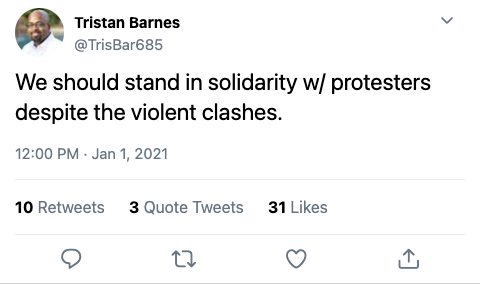 Tristan Barnes
@TrisBar685
We should stand in solidarity w/ protesters
despite the violent clashes.
12:00 PM · Jan 1, 2021
10 Retweets 3 Quote Tweets 31 Likes